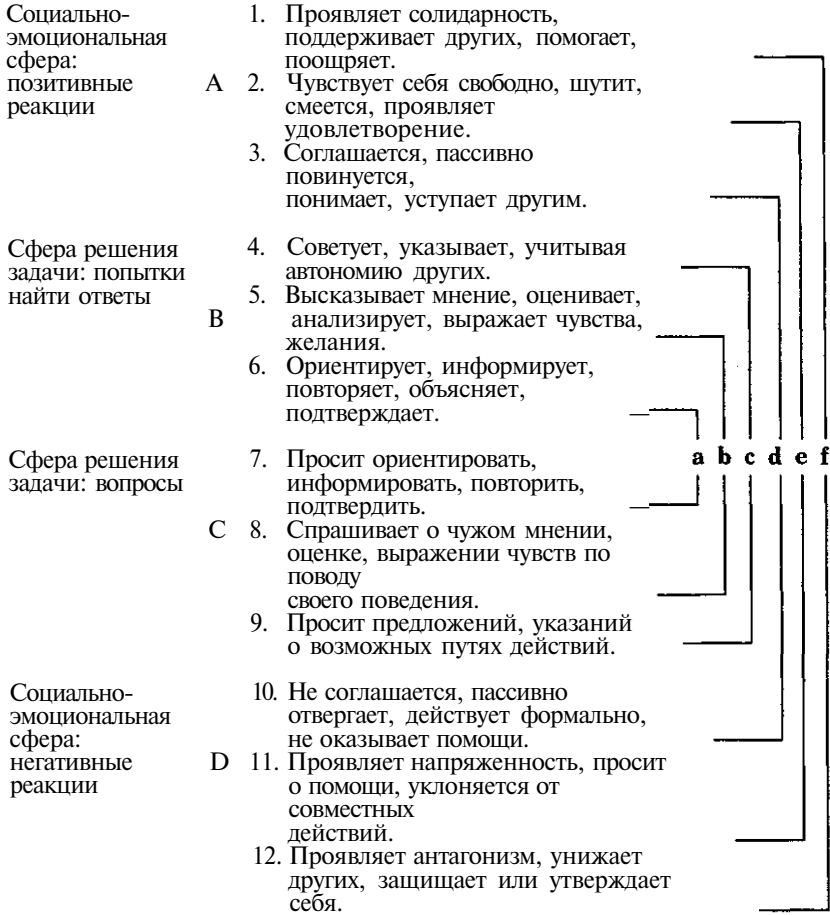 Социально-
эмоциональная
сфера:
позитивные
реакции
A
1. Проявляет солидарность,
поддерживает других, помогает,
поощряет.
2. Чувствует себя свободно, шутит,
смеется, проявляет
удовлетворение.
3. Соглашается, пассивно
повинуется,
понимает, уступает другим.
Сфера решения
задачи: попытки
найти ответы
B
4. Советует, указывает, учитывая
автономию других.
5. Высказывает мнение, оценивает,
анализирует, выражает чувства,
желания.
6. Ориентирует, информирует,
повторяет, объясняет,
подтверждает.
Сфера решения
задачи: вопросы
C
7. Просит ориентировать,
информировать, повторить,
подтвердить.
8. Спрашивает о чужом мнении,
оценке, выражении чувств по
поводу
своего поведения.
9. Просит предложений, указаний
о возможных путях действий.
Социально-
эмоциональная
сфера:
негативные
реакции
D
10. Не соглашается, пассивно
отвергает, действует формально,
не оказывает помощи.
11. Проявляет напряженность, просит
о помощи, уклоняется от
совместных
действий.
12. Проявляет антагонизм, унижает
других, защищает или утверждает
себя.
a b c d e f